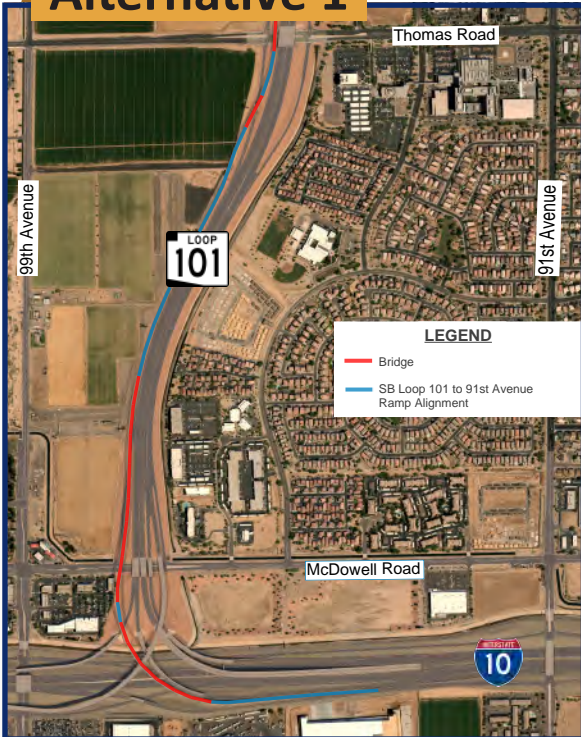 Alternative 1
Thomas Road
99th Avenue
91st Avenue
LOOP
101
LEGEND
Bridge
SB Loop 101 to 91st Avenue
Ramp Alignment
McDowell Road
INTERSTATE
10